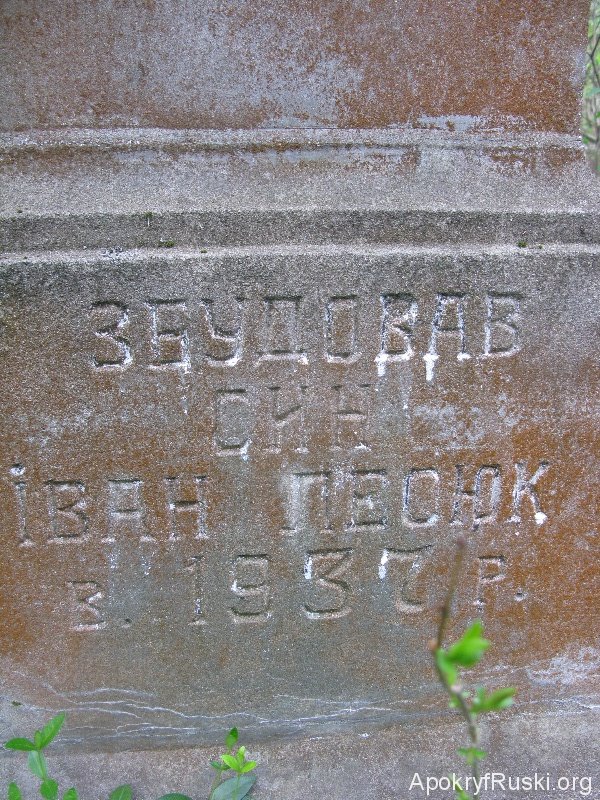 ЗБУДОВАВ
СИН
ІВАН ПЕСЮК
в. 1937 р.
ApokryfRuski.org